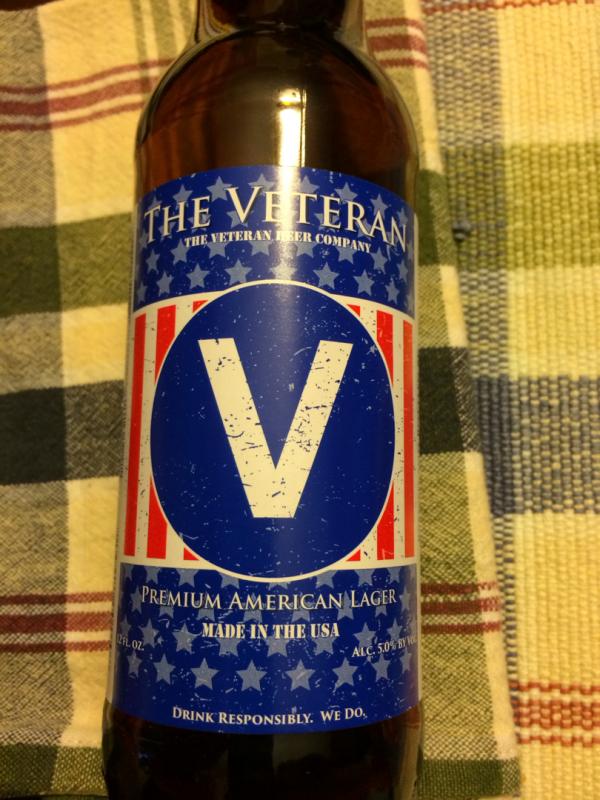 THE VETERAN
THE VETERAN BEER COMPANY
V
PREMIUM AMERICAN LAGER
MADE IN THE USA
12 FL. OZ.
ALC. 5.0% BY VOL.
DRINK RESPONSIBLY. WE DO.